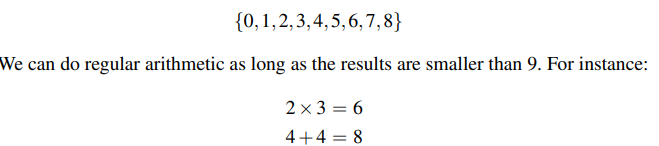 {0,1,2,3,4,5,6,7,8}
We can do regular arithmetic as long as the results are smaller than 9. For instance:
2 × 3 = 6
4+4 = 8